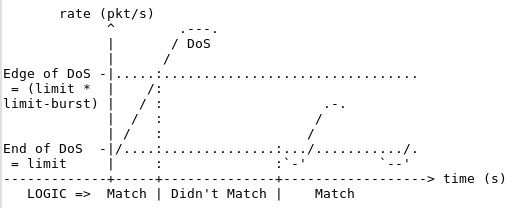 rate (pkt/s)
^ .---.
| / DoS
| /
Edge of DoS -|.....:.................................
= (limit * | /:
limit-burst) | / : .-.
| / : /
| / : /
End of DoS -|/....:..............:.../.........../.
= limit | : :`-' `--'
-------------+-----+--------------+------------------> time (s)
LOGIC => Match | Didn't Match | Match